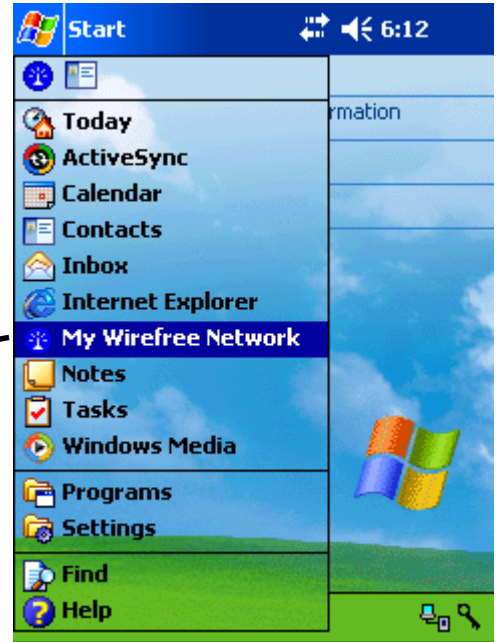 Start 6:12
rmation
Today
ActiveSync
Calendar
Contacts
Inbox
Internet Explorer
My Wirefree Network
Notes
Tasks
Windows Media
Programs
Settings
Find
Help